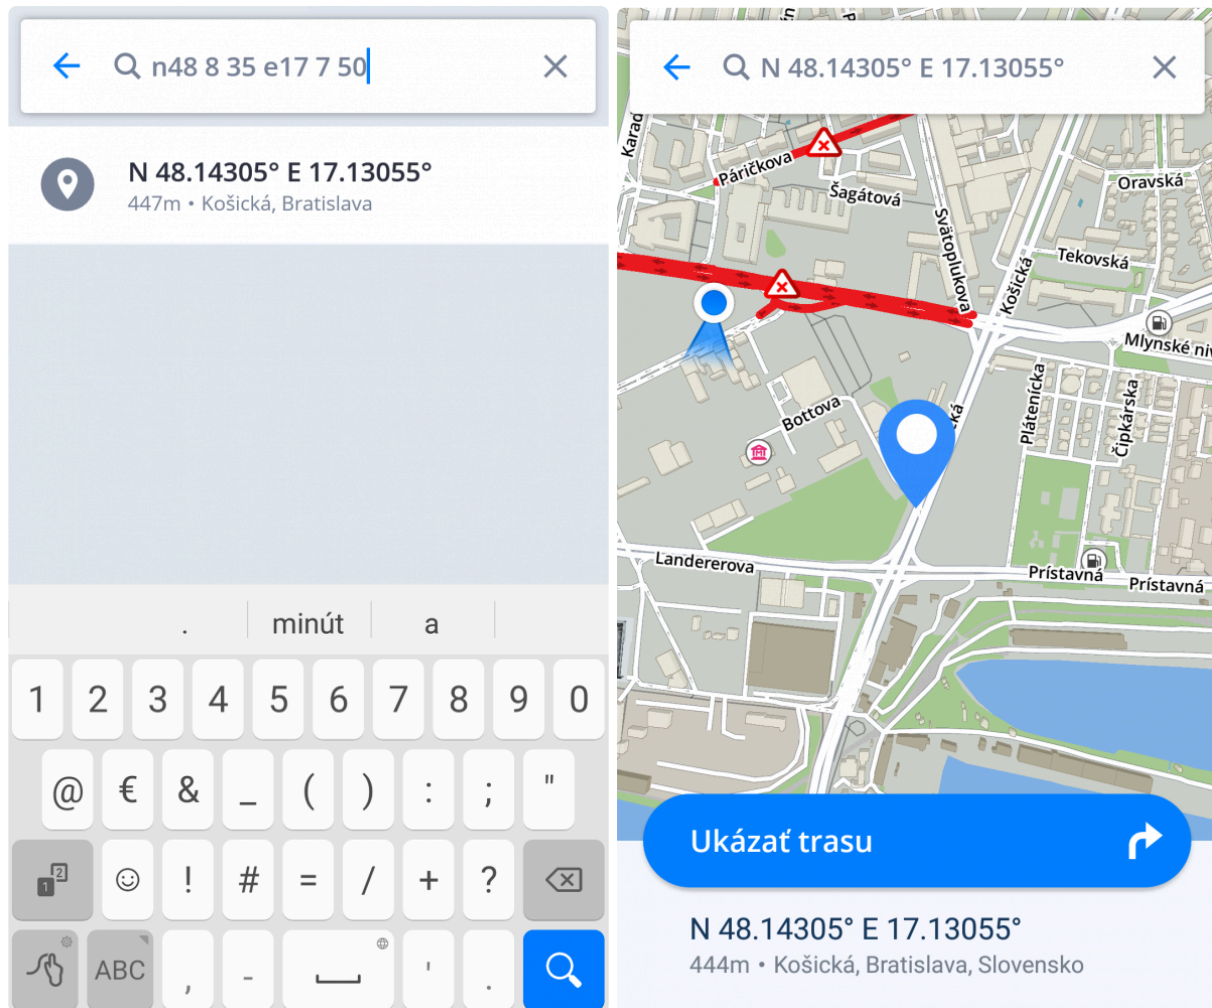 n48 8 35 e17 7 50
N 48.14305° E 17.13055°
447m • Košická, Bratislava
. minút a
1 2 3 4 5 6 7 8 9 0
@ € & _ ( ) : ; "
1 2 ! # = / + ?
ABC , - ' .
N 48.14305° E 17.13055°
Páričkova
Šagátová
Oravská
Svätoplukova
Košická
Tekovská
Mlynské
Plátenícka
Čipkárska
Bottova
Landererova
Prístavná
Prístavná
Ukázať trasu
N 48.14305° E 17.13055°
444m • Košická, Bratislava, Slovensko